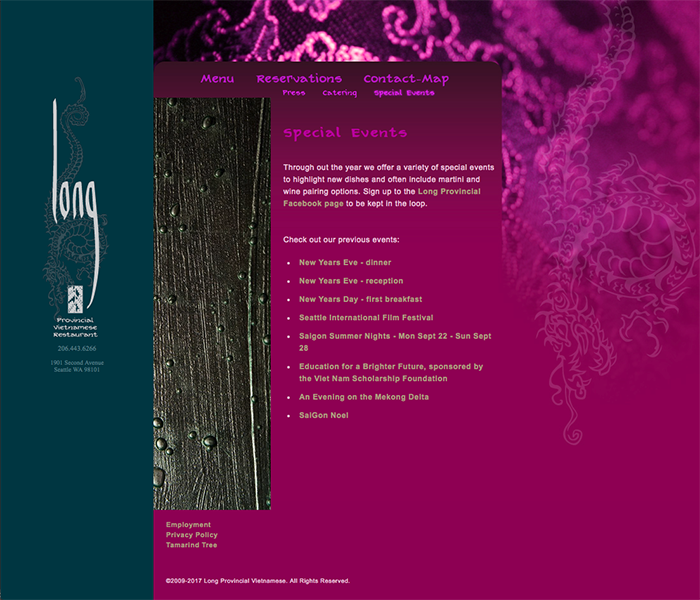 long
Provincial
Vietnamese
Restaurant
206.443.6266
1901 Second Avenue
Seattle WA 98101
Menu Reservations Contact-Map
Press Catering Special Events
Special Events
Through out the year we offer a variety of special events
to highlight new dishes and often include martini and
wine pairing options. Sign up to the Long Provincial
Facebook page to be kept in the loop.
Check out our previous events:
New Years Eve - dinner
New Years Eve - reception
New Years Day - first breakfast
Seattle International Film Festival
Saigon Summer Nights - Mon Sept 22 - Sun Sept
28
Education for a Brighter Future, sponsored by
the Viet Nam Scholarship Foundation
An Evening on the Mekong Delta
SaiGon Noel
Employment
Privacy Policy
Tamarind Tree
©2009-2017 Long Provincial Vietnamese. All Rights Reserved.